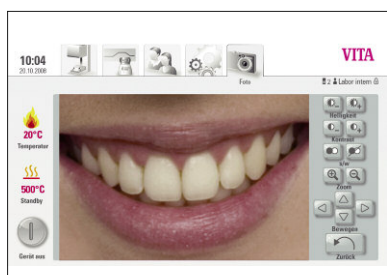 10:04
20.10.2008
VITA
Foto
2 Labor intern
20°C
Temperatur
500°C
Standby
Gerät aus
Helligkeit
Kontrast
s/w
Zoom
Bewegen
Zurück